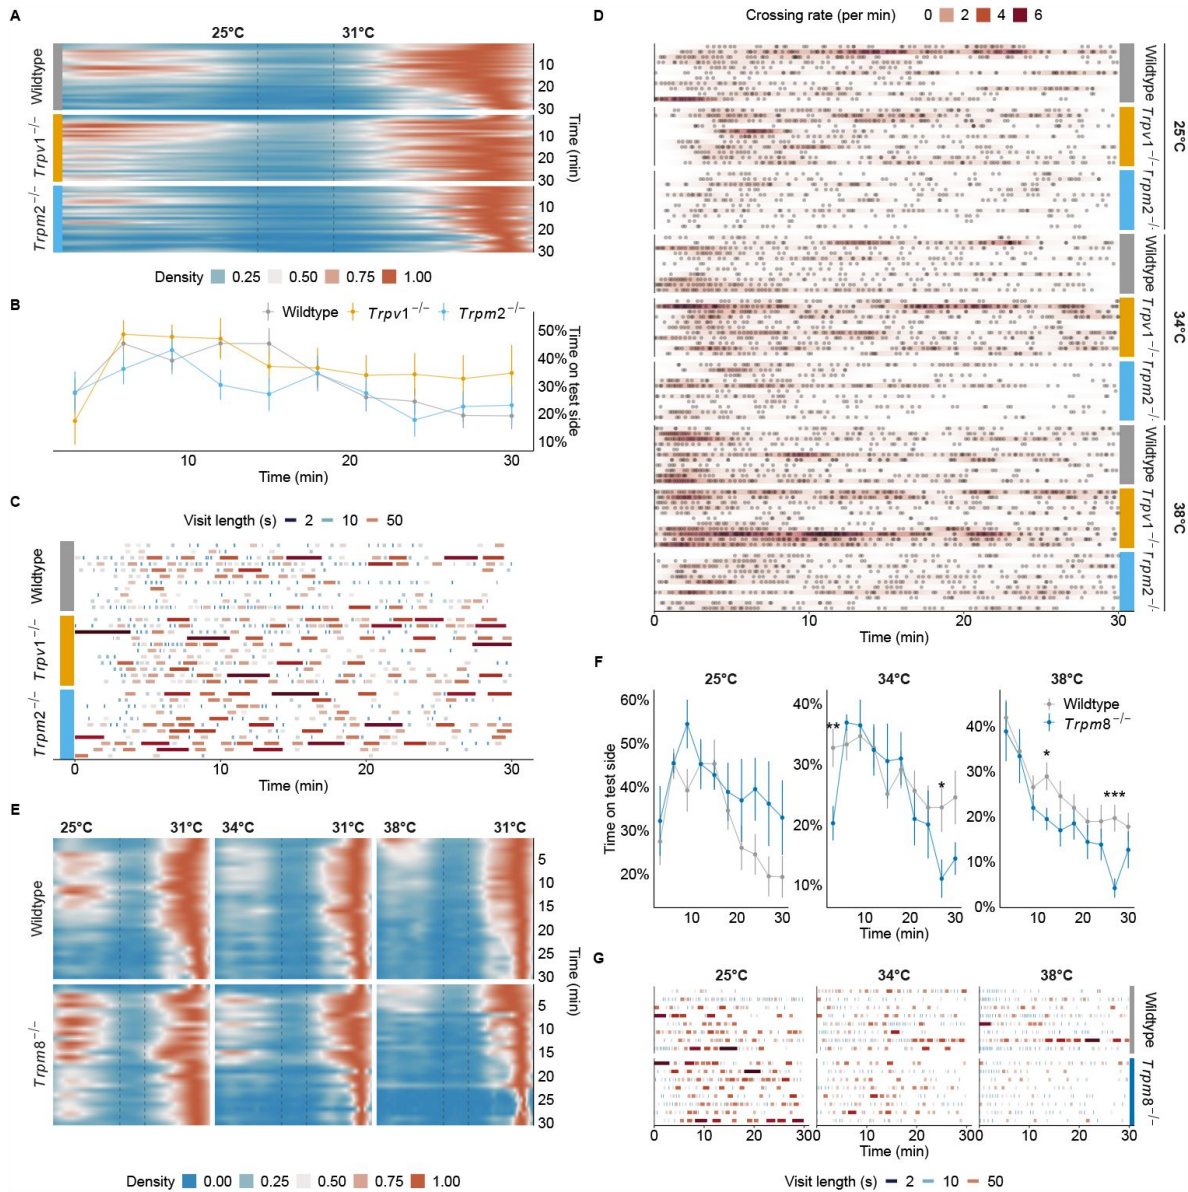 A
25°C 31°C
Wildtype
Trpv1−/−
Trpm2−/−
10
20
30
10
20
30
10
20
30
Time (min)
Density 0.25 0.50 0.75 1.00
B
Wildtype Trpv1−/− Trpm2−/−
50%
40%
30%
20%
10%
Time on test side
10 20 30
Time (min)
C
Visit length (s) 2 10 50
Wildtype
Trpv1−/−
Trpm2−/−
0 10 20 30
Time (min)
D
Crossing rate (per min) 0 2 4 6
Wildtype
Trpv1−/−
Trpm2−/−
25°C
Wildtype
Trpv1−/−
Trpm2−/−
34°C
Wildtype
Trpv1−/−
Trpm2−/−
38°C
0 10 20 30
Time (min)
E
25°C 31°C 34°C 31°C 38°C 31°C
Wildtype
Trpm8−/−
5
10
15
20
25
30
5
10
15
20
25
30
Time (min)
Density 0.00 0.25 0.50 0.75 1.00
F
25°C 34°C 38°C
Wildtype
Trpm8−/−
Time on test side
60%
50%
40%
30%
20%
40%
30%
20%
10%
40%
30%
20%
10%
0%
**
*
*
***
10 20 30 10 20 30 10 20 30
Time (min)
G
25°C 34°C 38°C
Wildtype
Trpm8−/−
0 10 20 30 0 10 20 30 0 10 20 30
Time (min)
Visit length (s) 2 10 50